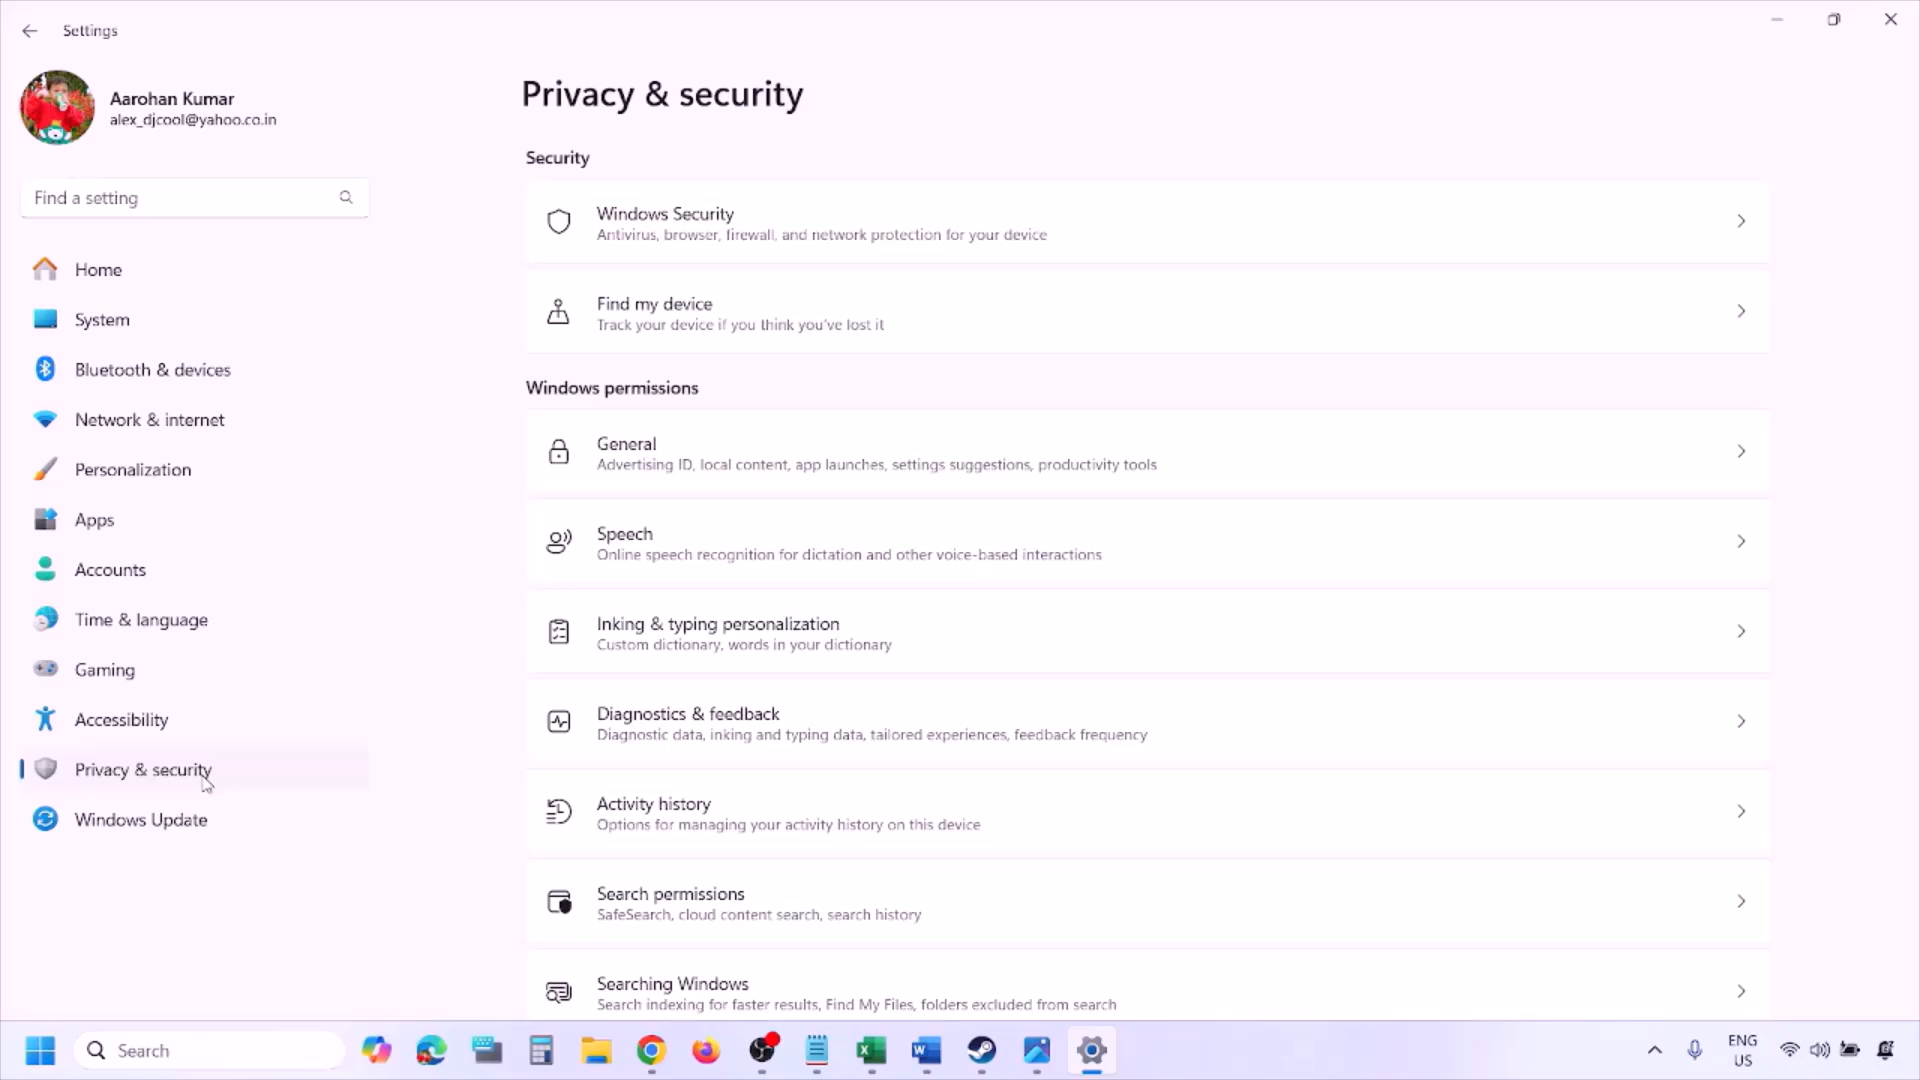 Settings
Aarohan Kumar
alex_djcool@yahoo.co.in
Find a setting
Home
System
Bluetooth & devices
Network & internet
Personalization
Apps
Accounts
Time & language
Gaming
Accessibility
Privacy & security
Windows Update
Privacy & security
Security
Windows Security
Antivirus, browser, firewall, and network protection for your device
Find my device
Track your device if you think you've lost it
Windows permissions
General
Advertising ID, local content, app launches, settings suggestions, productivity tools
Speech
Online speech recognition for dictation and other voice-based interactions
Inking & typing personalization
Custom dictionary, words in your dictionary
Diagnostics & feedback
Diagnostic data, inking and typing data, tailored experiences, feedback frequency
Activity history
Options for managing your activity history on this device
Search permissions
SafeSearch, cloud content search, search history
Searching Windows
Search indexing for faster results, Find My Files, folders excluded from search
Search
ENG
US